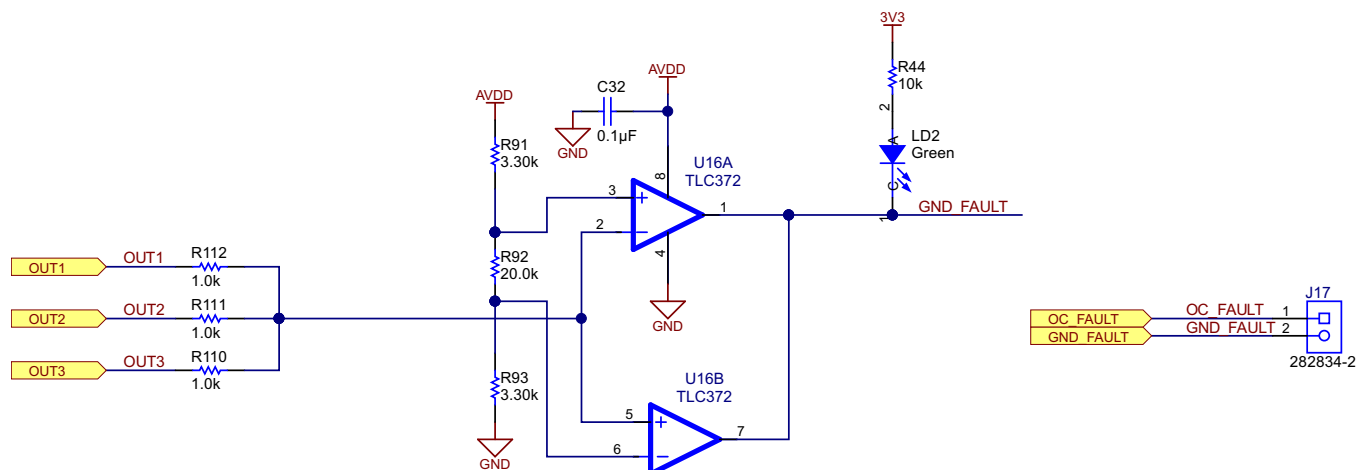 3V3
R44
10k
2
A
LD2
Green
C
1
AVDD
C32
0.1µF
GND
AVDD
R91
3.30k
U16A
TLC372
8
3
+
2
−
1
4
GND
GND_FAULT
R92
20.0k
OUT1
OUT1
R112
1.0k
OUT2
OUT2
R111
1.0k
OUT3
OUT3
R110
1.0k
R93
3.30k
GND
U16B
TLC372
5
+
6
−
7
J17
OC_FAULT
OC_FAULT
1
GND_FAULT
GND_FAULT
2
282834-2